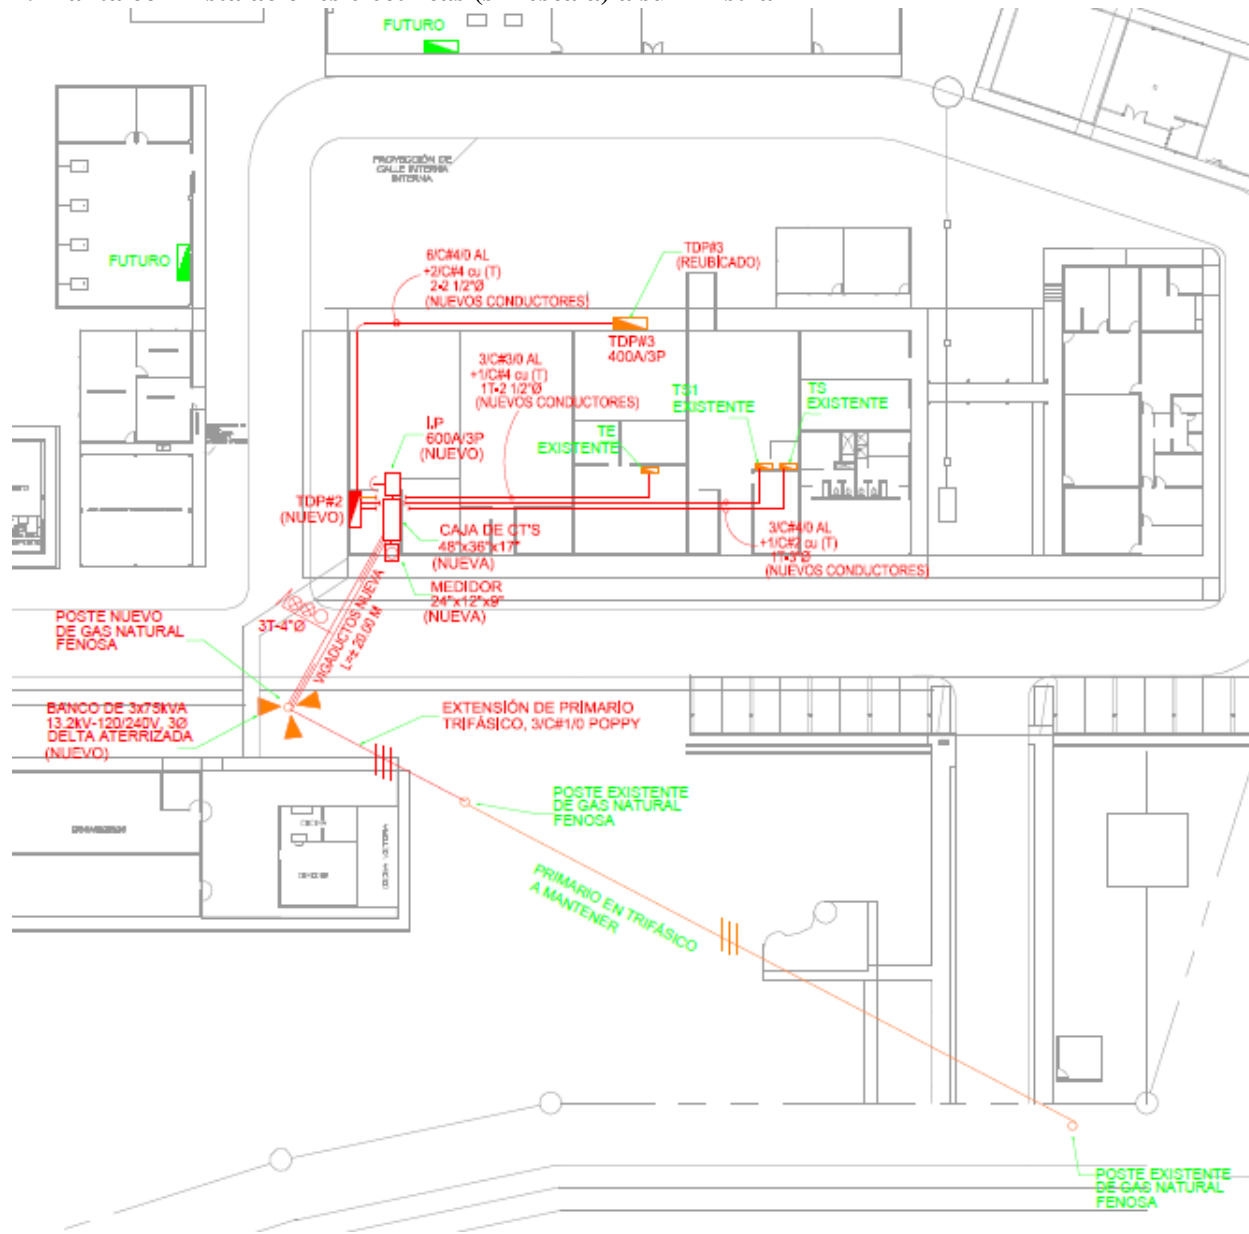 FUTURO
PROYECCIÓN DE
CALLE INTERNA
INTERNA
FUTURO
6/C#4/0 AL
+2/C#4 cu (T)
2-2 1/2"Ø
(NUEVOS CONDUCTORES)
TDP#3
(REUBICADO)
TDP#3
400A/3P
3/C#3/0 AL
+1/C#4 cu (T)
1T-2 1/2"Ø
(NUEVOS CONDUCTORES)
TS1
EXISTENTE
TS
EXISTENTE
I.P
600A/3P
(NUEVO)
TE
EXISTENTE
TDP#2
(NUEVO)
CAJA DE CT'S
48"x36"x17"
(NUEVA)
3/C#4/0 AL
+1/C#2 cu (T)
1T-3"Ø
(NUEVOS CONDUCTORES)
MEDIDOR
24"x12"x9"
(NUEVA)
3T-4"Ø
VIGADUCTOS NUEVA
L=± 20.00 M
POSTE NUEVO
DE GAS NATURAL
FENOSA
BANCO DE 3x75kVA
13.2kV-120/240V, 3Ø
DELTA ATERRIZADA
(NUEVO)
EXTENSIÓN DE PRIMARIO
TRIFÁSICO, 3/C#1/0 POPPY
POSTE EXISTENTE
DE GAS NATURAL
FENOSA
PRIMARIO EN TRIFÁSICO
A MANTENER
POSTE EXISTENTE
DE GAS NATURAL
FENOSA